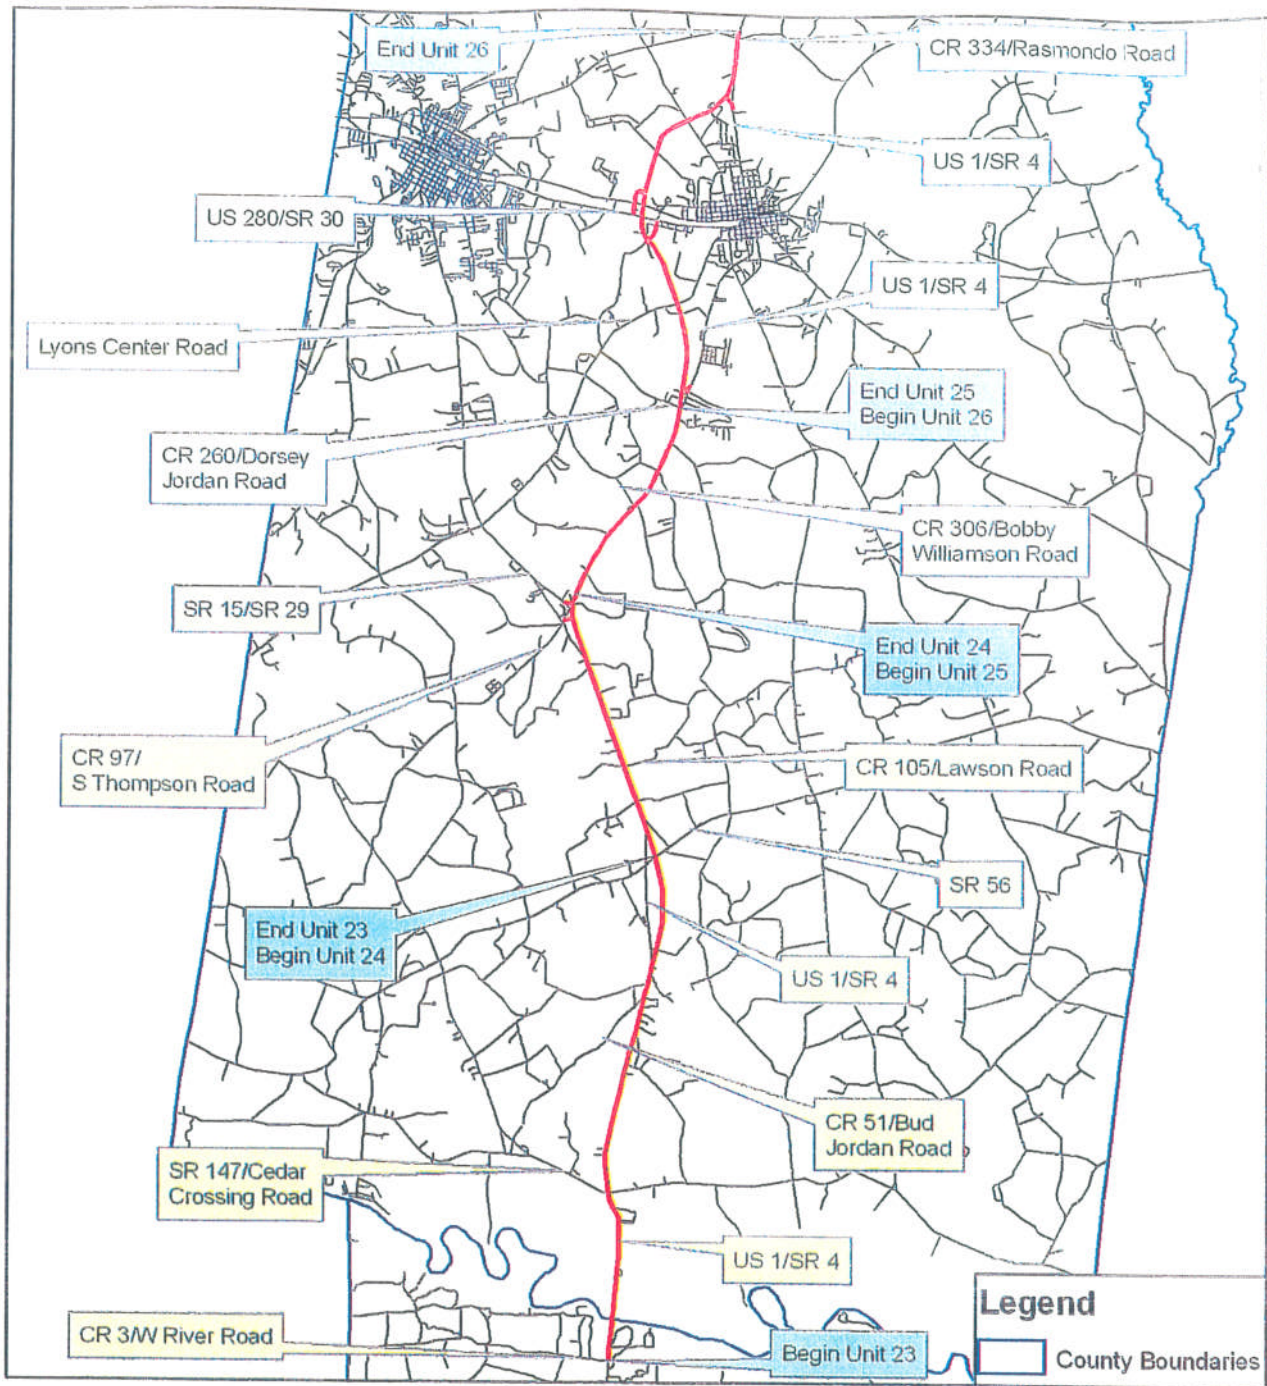 End Unit 26
CR 334/Rasmondo Road
US 1/SR 4
US 280/SR 30
US 1/SR 4
Lyons Center Road
End Unit 25
Begin Unit 26
CR 260/Dorsey
Jordan Road
CR 306/Bobby
Williamson Road
SR 15/SR 29
End Unit 24
Begin Unit 25
CR 97/
S Thompson Road
CR 105/Lawson Road
SR 56
End Unit 23
Begin Unit 24
US 1/SR 4
CR 51/Bud
Jordan Road
SR 147/Cedar
Crossing Road
US 1/SR 4
CR 3/W River Road
Begin Unit 23
Legend
County Boundaries